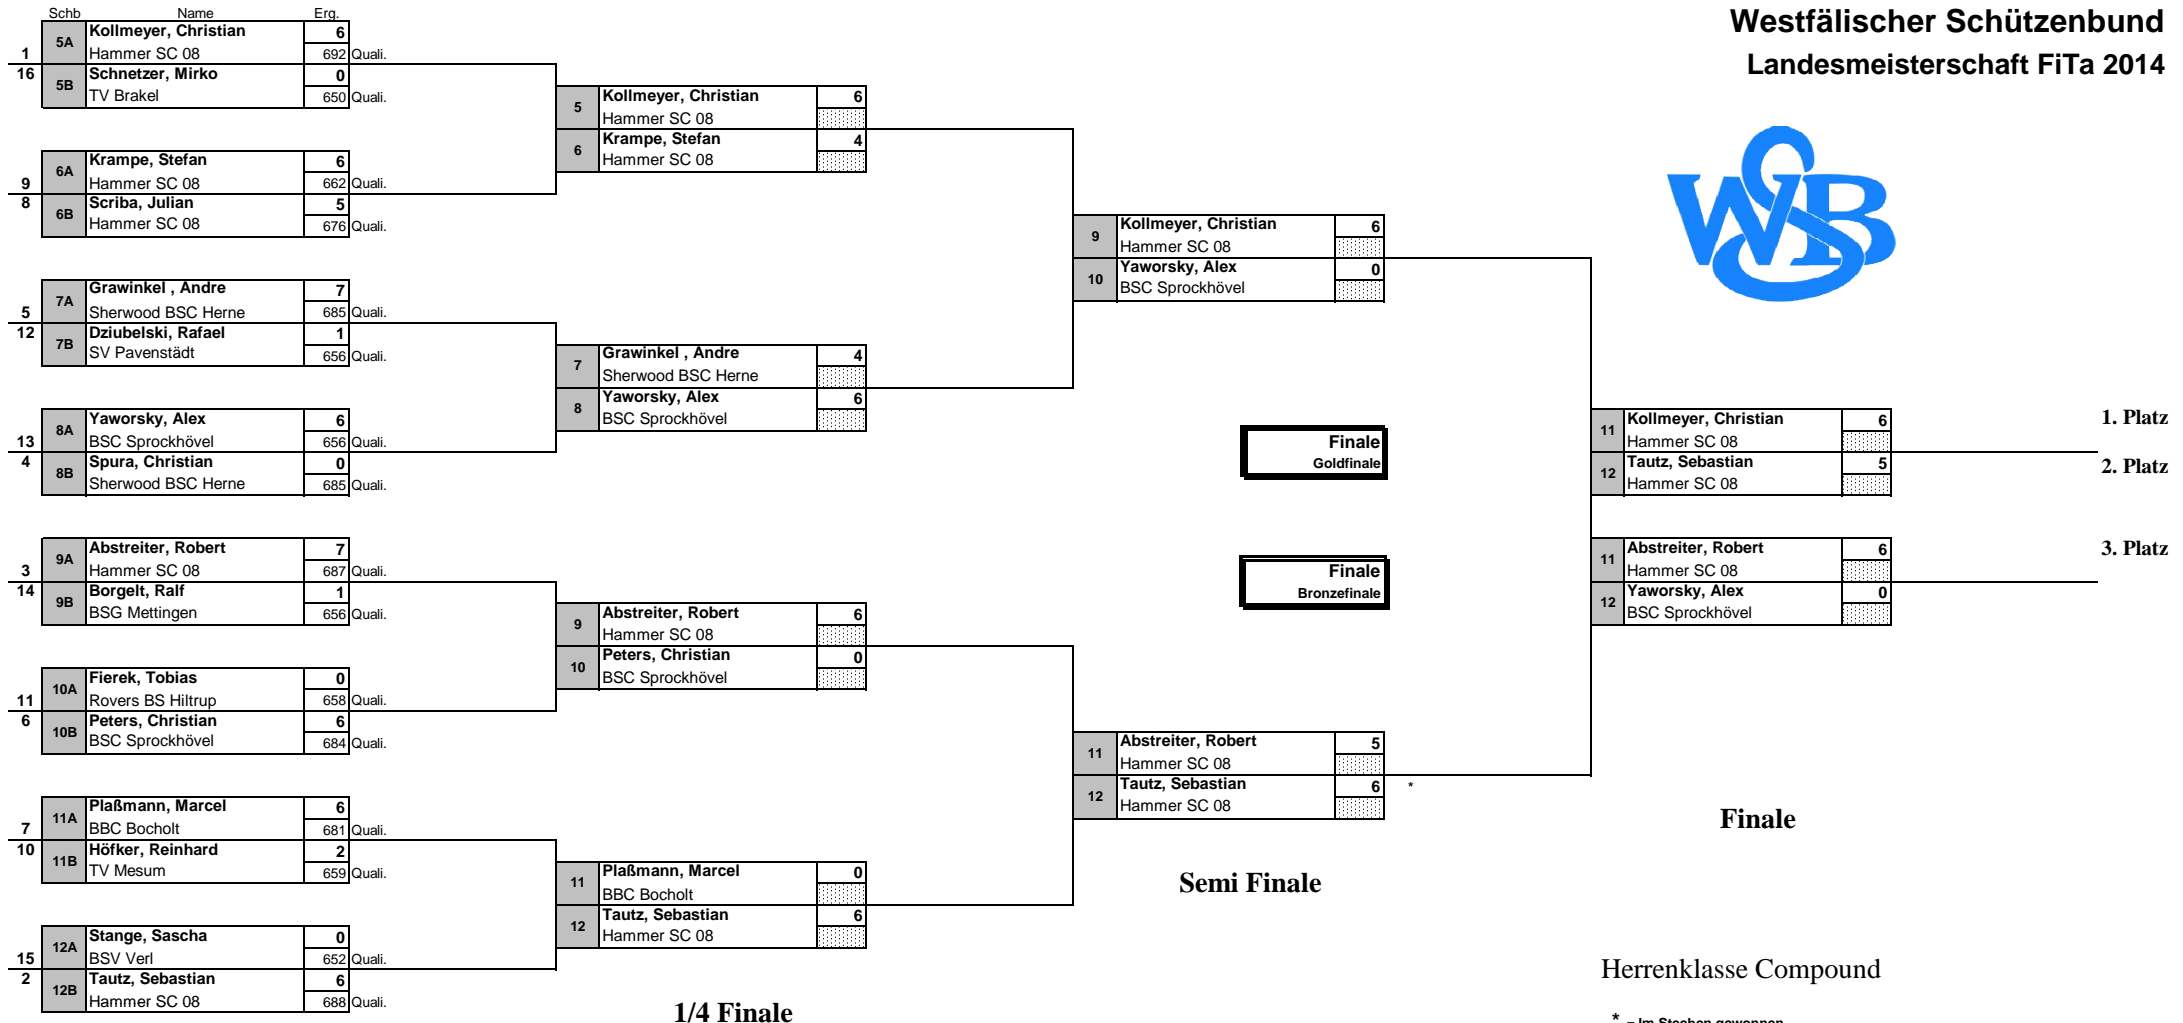 Westfälischer Schützenbund
Landesmeisterschaft FiTa 2014
WSB
Schb Name Erg.
5A Kollmeyer, Christian 6
1 Hammer SC 08 692 Quali.
16 5B Schnetzer, Mirko 0
TV Brakel 650 Quali.
6A Krampe, Stefan 6
9 Hammer SC 08 662 Quali.
8 6B Scriba, Julian 5
Hammer SC 08 676 Quali.
7A Grawinkel , Andre 7
5 Sherwood BSC Herne 685 Quali.
12 7B Dziubelski, Rafael 1
SV Pavenstädt 656 Quali.
8A Yaworsky, Alex 6
13 BSC Sprockhövel 656 Quali.
4 8B Spura, Christian 0
Sherwood BSC Herne 685 Quali.
9A Abstreiter, Robert 7
3 Hammer SC 08 687 Quali.
14 9B Borgelt, Ralf 1
BSG Mettingen 656 Quali.
10A Fierek, Tobias 0
11 Rovers BS Hiltrup 658 Quali.
6 10B Peters, Christian 6
BSC Sprockhövel 684 Quali.
11A Plaßmann, Marcel 6
7 BBC Bocholt 681 Quali.
10 11B Höfker, Reinhard 2
TV Mesum 659 Quali.
12A Stange, Sascha 0
15 BSV Verl 652 Quali.
2 12B Tautz, Sebastian 6
Hammer SC 08 688 Quali.
5 Kollmeyer, Christian 6
Hammer SC 08
6 Krampe, Stefan 4
Hammer SC 08
7 Grawinkel , Andre 4
Sherwood BSC Herne
8 Yaworsky, Alex 6
BSC Sprockhövel
9 Abstreiter, Robert 6
Hammer SC 08
10 Peters, Christian 0
BSC Sprockhövel
11 Plaßmann, Marcel 0
BBC Bocholt
12 Tautz, Sebastian 6
Hammer SC 08
1/4 Finale
9 Kollmeyer, Christian 6
Hammer SC 08
10 Yaworsky, Alex 0
BSC Sprockhövel
Finale
Goldfinale
Finale
Bronzefinale
11 Abstreiter, Robert 5
Hammer SC 08
12 Tautz, Sebastian 6 *
Hammer SC 08
Semi Finale
11 Kollmeyer, Christian 6 1. Platz
Hammer SC 08
12 Tautz, Sebastian 5 2. Platz
Hammer SC 08
11 Abstreiter, Robert 6 3. Platz
Hammer SC 08
12 Yaworsky, Alex 0
BSC Sprockhövel
Finale
Herrenklasse Compound
* = Im Stechen gewonnen